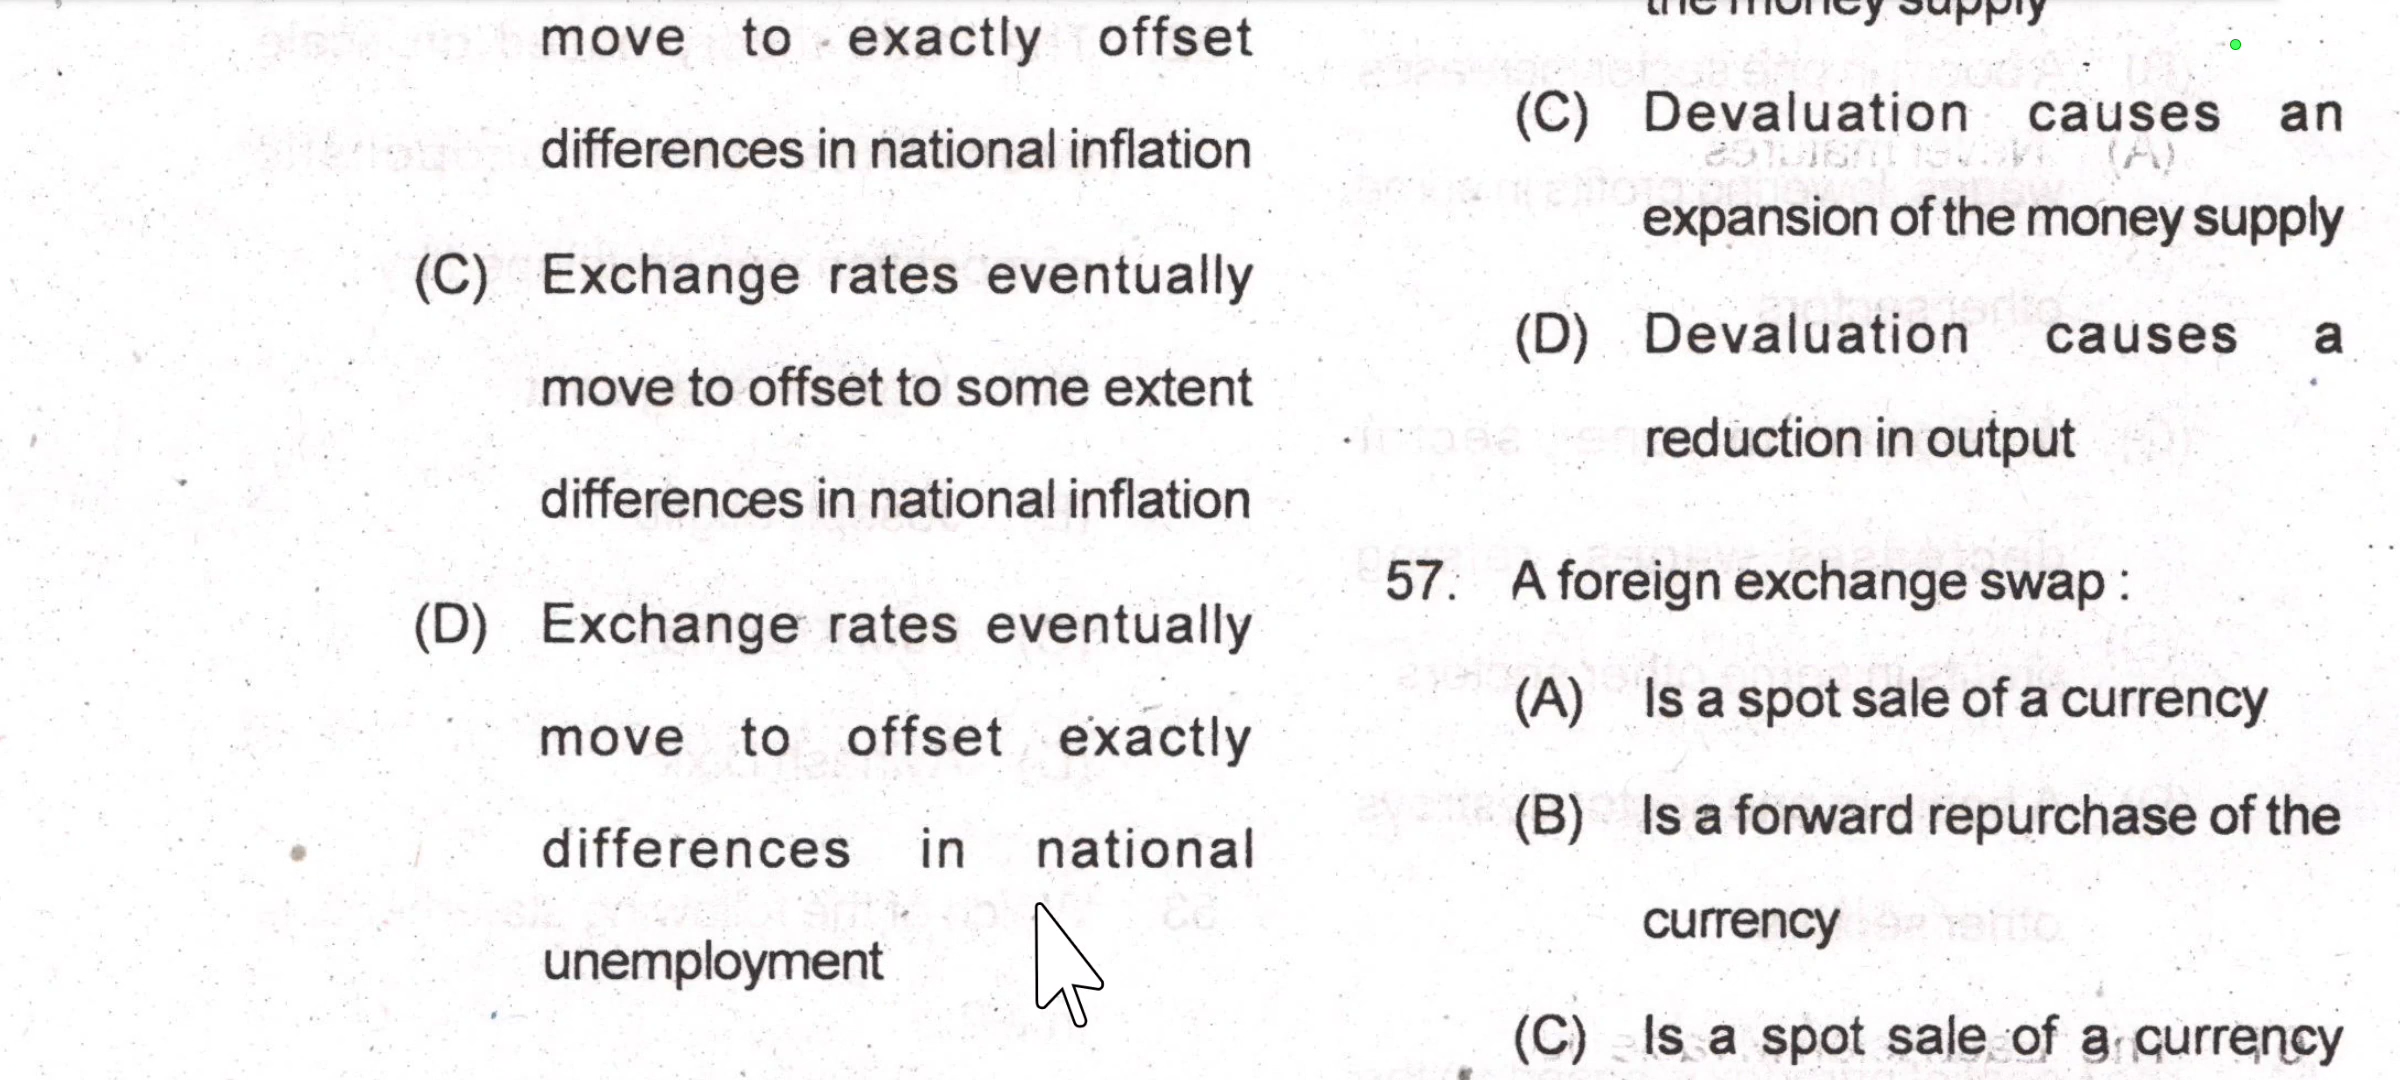 move to exactly offset
differences in national inflation
(C) Exchange rates eventually
move to offset to some extent
differences in national inflation
(D) Exchange rates eventually
move to offset exactly
differences in national
unemployment
the money supply
(C) Devaluation causes an
expansion of the money supply
(D) Devaluation causes a
reduction in output
57. A foreign exchange swap :
(A) Is a spot sale of a currency
(B) Is a forward repurchase of the
currency
(C) Is a spot sale of a currency